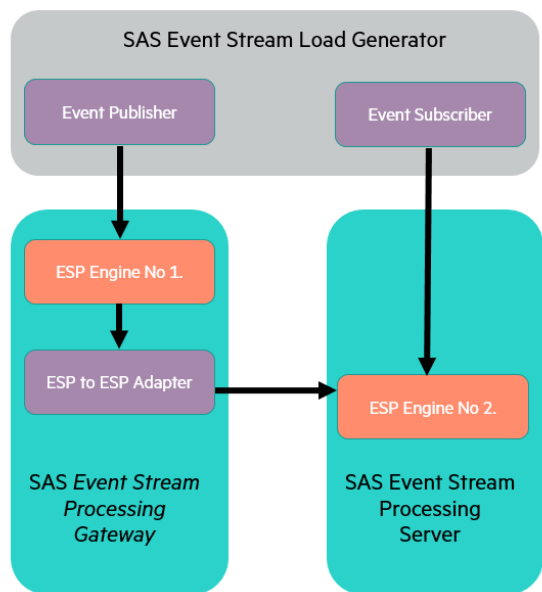 SAS Event Stream Load Generator
Event Publisher
Event Subscriber
ESP Engine No 1.
ESP to ESP Adapter
ESP Engine No 2.
SAS Event Stream
Processing
Gateway
SAS Event Stream
Processing
Server